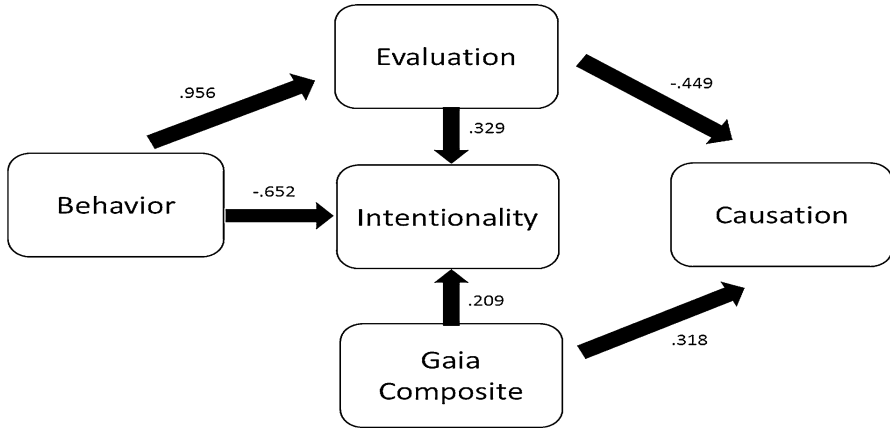 Evaluation
.956
-.449
.329
Behavior
-.652
Intentionality
Causation
.209
.318
Gaia
Composite